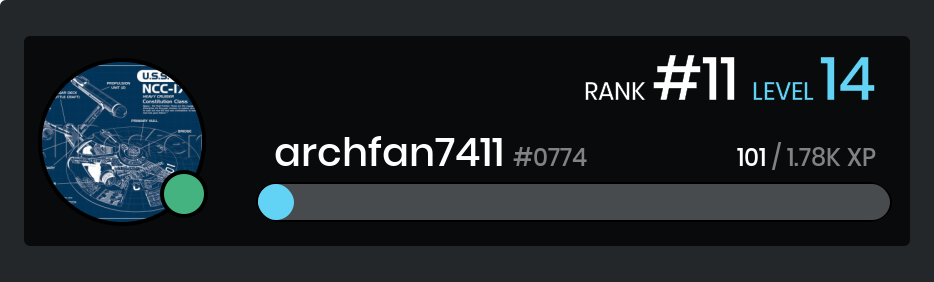 RANK #11 LEVEL 14
archfan7411 #0774
101 / 1.78K XP
U.S.S.
PROPULSION
UNIT (2)
NCC-17
HEAVY CRUISER
Constitution Class
PRIMARY HULL
BRIDGE